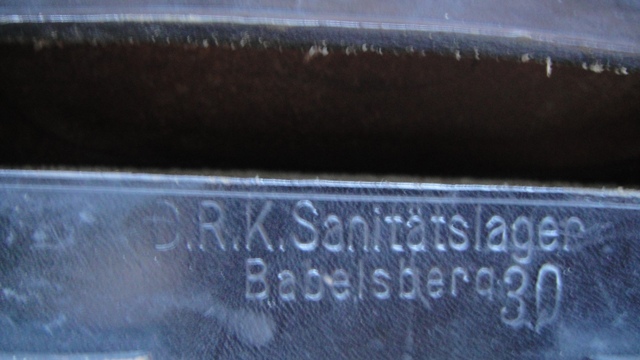 D.R.K. Sanitätslager
Babelsberg 30